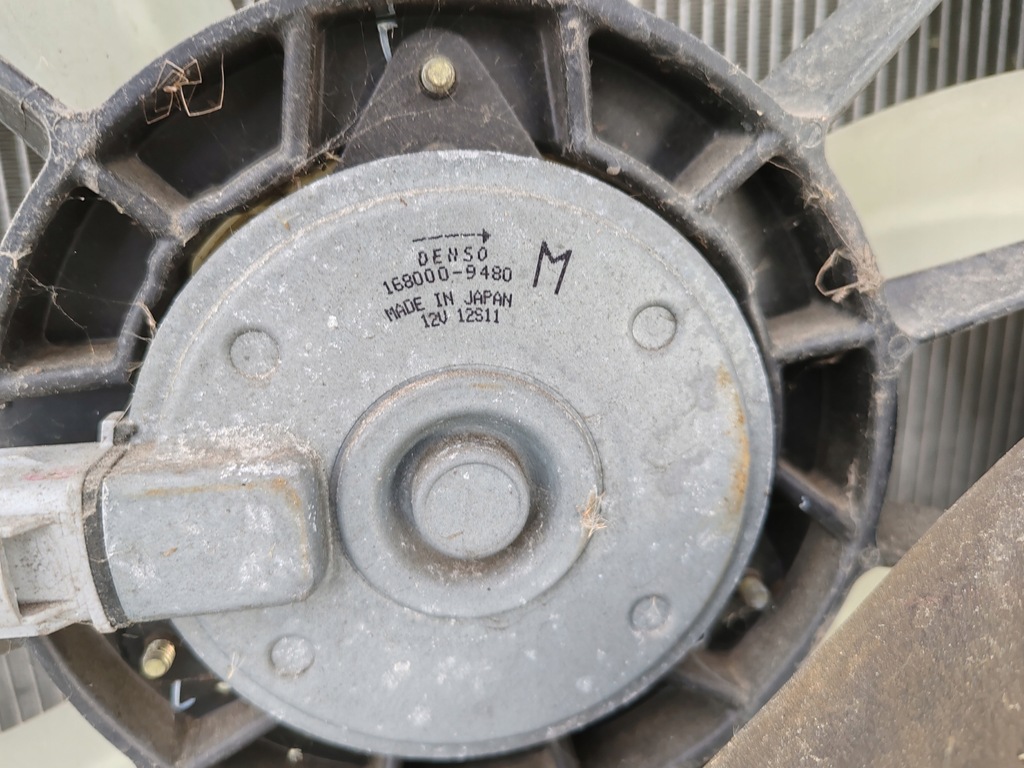 DENSO
168000-9480 M
MADE IN JAPAN
12V 12S11